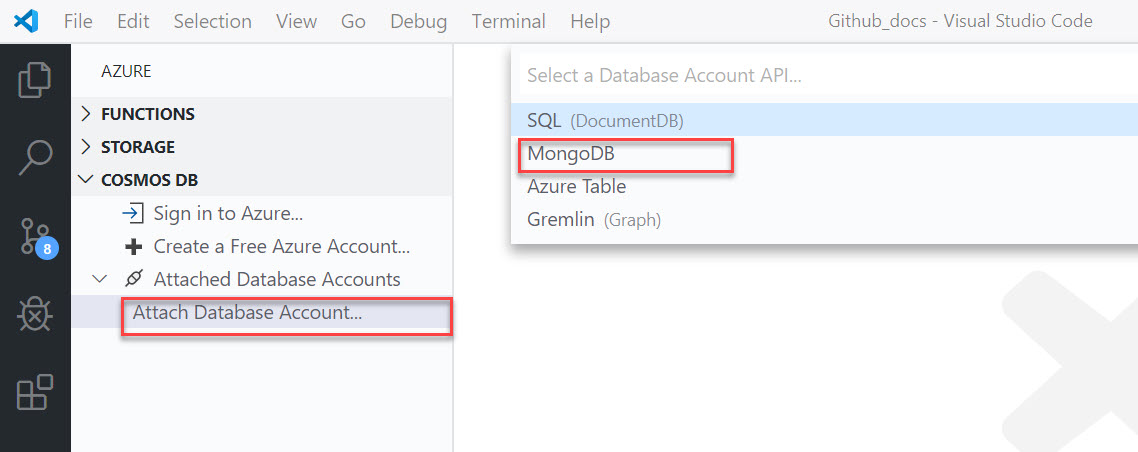 File Edit Selection View Go Debug Terminal Help Github_docs - Visual Studio Code
AZURE
FUNCTIONS
STORAGE
COSMOS DB
Sign in to Azure...
Create a Free Azure Account...
Attached Database Accounts
Attach Database Account...
8
Select a Database Account API...
SQL (DocumentDB)
MongoDB
Azure Table
Gremlin (Graph)